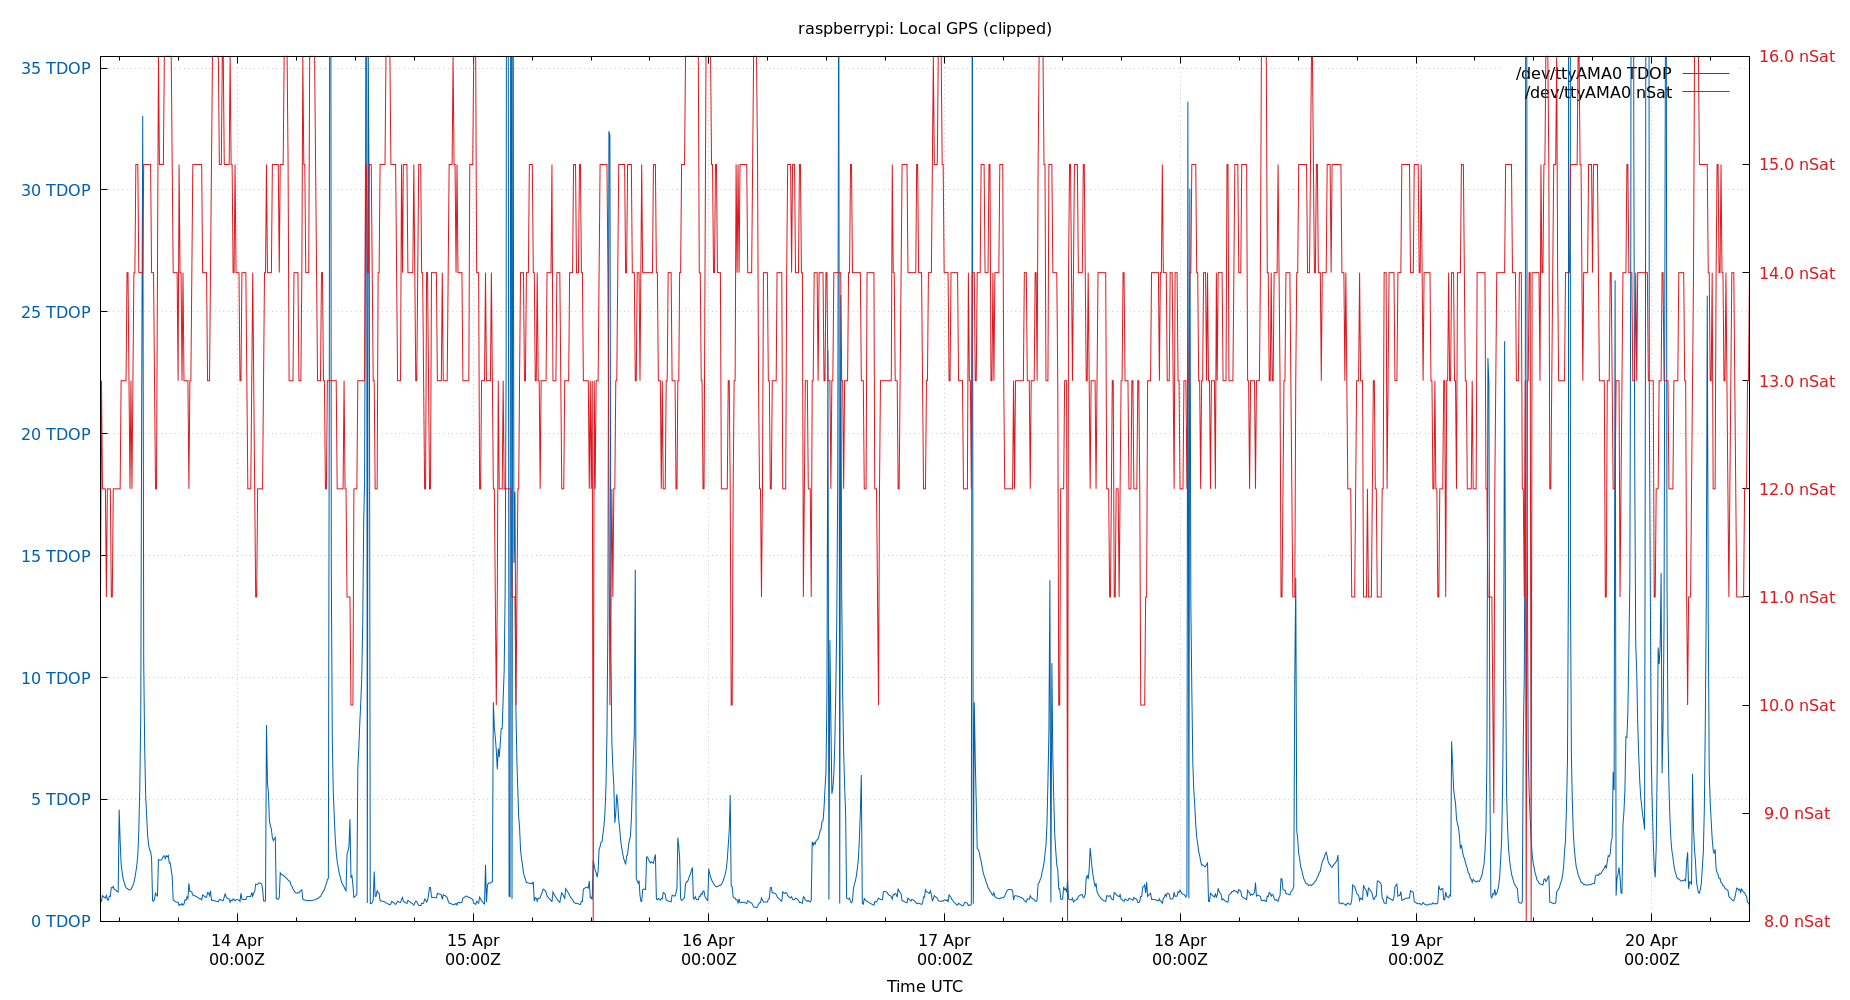 raspberrypi: Local GPS (clipped)
35 TDOP
30 TDOP
25 TDOP
20 TDOP
15 TDOP
10 TDOP
5 TDOP
0 TDOP
/dev/ttyAMA0 TDOP
/dev/ttyAMA0 nSat
16.0 nSat
15.0 nSat
14.0 nSat
13.0 nSat
12.0 nSat
11.0 nSat
10.0 nSat
9.0 nSat
8.0 nSat
14 Apr 15 Apr 16 Apr 17 Apr 18 Apr 19 Apr 20 Apr
00:00Z 00:00Z 00:00Z 00:00Z 00:00Z 00:00Z 00:00Z
Time UTC